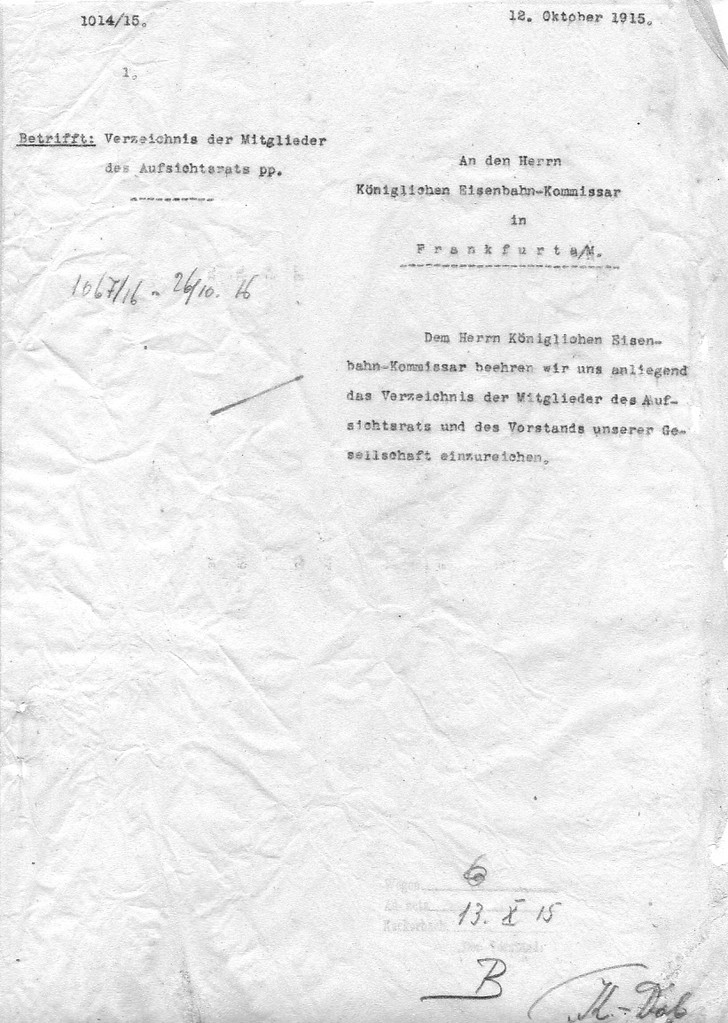 1014/15.
12. Oktober 1915.
1.
Betrifft: Verzeichnis der Mitglieder
des Aufsichtsrats pp.
An den Herrn
Königlichen Eisenbahn-Kommissar
in
Frankfurt a/M.
1067/16 - 26/10. 16
Dem Herrn Königlichen Eisen-
bahn-Kommissar beehren wir uns anliegend
das Verzeichnis der Mitglieder des Auf-
sichtsrats und des Vorstands unserer Ge-
sellschaft einzureichen.
13. X 15
B